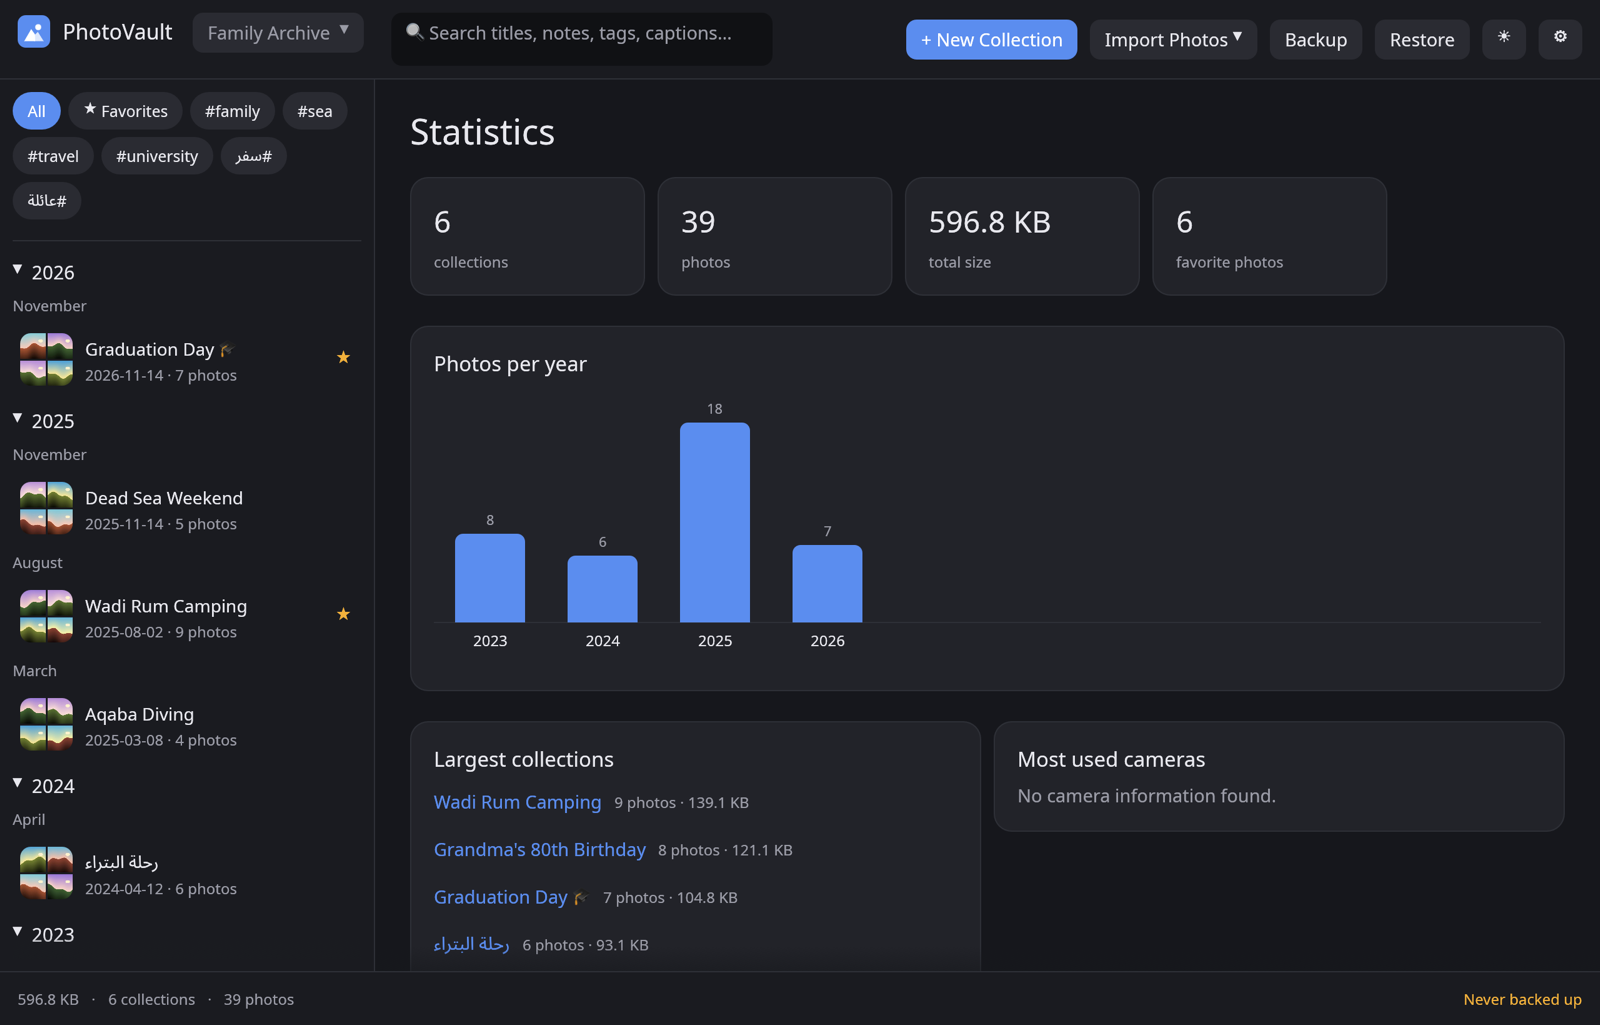 PhotoVault
Family Archive ▼
Search titles, notes, tags, captions...
+ New Collection
Import Photos ▼
Backup
Restore
All
★ Favorites
#family
#sea
#travel
#university
#سفر
#عائلة
▼ 2026
November
Graduation Day 🎓
2026-11-14 · 7 photos
▼ 2025
November
Dead Sea Weekend
2025-11-14 · 5 photos
August
Wadi Rum Camping
2025-08-02 · 9 photos
March
Aqaba Diving
2025-03-08 · 4 photos
▼ 2024
April
رحلة البتراء
2024-04-12 · 6 photos
▼ 2023
Statistics
6
collections
39
photos
596.8 KB
total size
6
favorite photos
Photos per year
8
6
18
7
2023
2024
2025
2026
Largest collections
Wadi Rum Camping 9 photos · 139.1 KB
Grandma's 80th Birthday 8 photos · 121.1 KB
Graduation Day 🎓 7 photos · 104.8 KB
رحلة البتراء 6 photos · 93.1 KB
Most used cameras
No camera information found.
596.8 KB · 6 collections · 39 photos
Never backed up